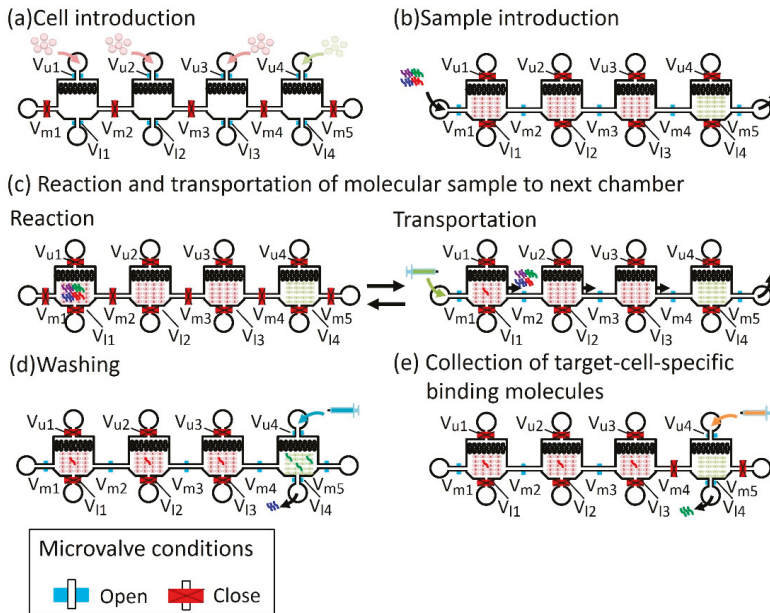 (a)Cell introduction
(b)Sample introduction
Vu1 Vu2 Vu3 Vu4
Vu1 Vu2 Vu3 Vu4
Vm1 Vm2 Vm3 Vm4 Vm5
Vm1 Vm2 Vm3 Vm4 Vm5
Vl1 Vl2 Vl3 Vl4
Vl1 Vl2 Vl3 Vl4
(c) Reaction and transportation of molecular sample to next chamber
Reaction
Transportation
Vu1 Vu2 Vu3 Vu4
Vu1 Vu2 Vu3 Vu4
Vm1 Vm2 Vm3 Vm4 Vm5
Vm1 Vm2 Vm3 Vm4 Vm5
Vl1 Vl2 Vl3 Vl4
Vl1 Vl2 Vl3 Vl4
(d)Washing
(e) Collection of target-cell-specific
binding molecules
Vu1 Vu2 Vu3 Vu4
Vu1 Vu2 Vu3 Vu4
Vm1 Vm2 Vm3 Vm4 Vm5
Vm1 Vm2 Vm3 Vm4 Vm5
Vl1 Vl2 Vl3 Vl4
Vl1 Vl2 Vl3 Vl4
Microvalve conditions
Open Close